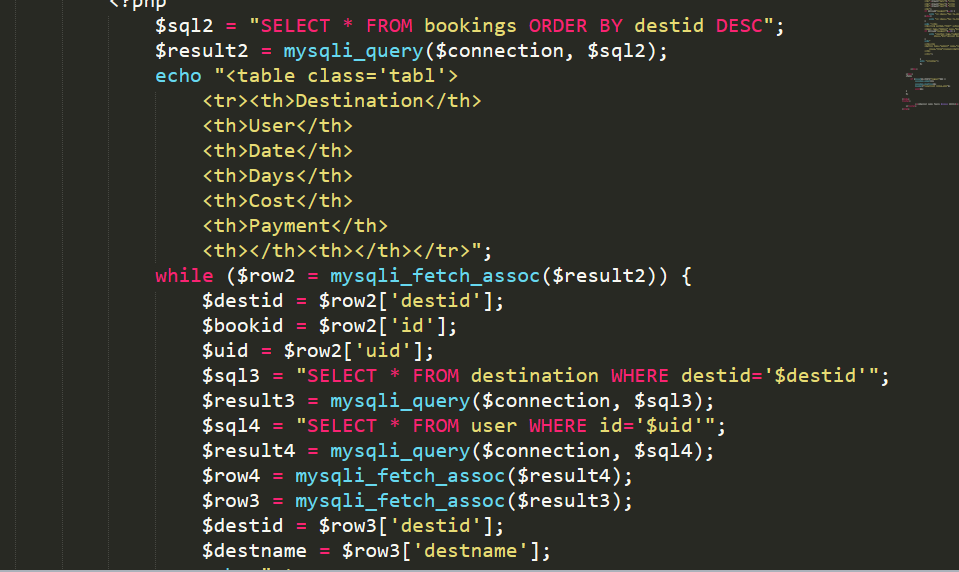 <?php
$sql2 = "SELECT * FROM bookings ORDER BY destid DESC";
$result2 = mysqli_query($connection, $sql2);
echo "<table class='tabl'>
<tr><th>Destination</th>
<th>User</th>
<th>Date</th>
<th>Days</th>
<th>Cost</th>
<th>Payment</th>
<th></th><th></th></tr>";
while ($row2 = mysqli_fetch_assoc($result2)) {
$destid = $row2['destid'];
$bookid = $row2['id'];
$uid = $row2['uid'];
$sql3 = "SELECT * FROM destination WHERE destid='$destid'";
$result3 = mysqli_query($connection, $sql3);
$sql4 = "SELECT * FROM user WHERE id='$uid'";
$result4 = mysqli_query($connection, $sql4);
$row4 = mysqli_fetch_assoc($result4);
$row3 = mysqli_fetch_assoc($result3);
$destid = $row3['destid'];
$destname = $row3['destname'];